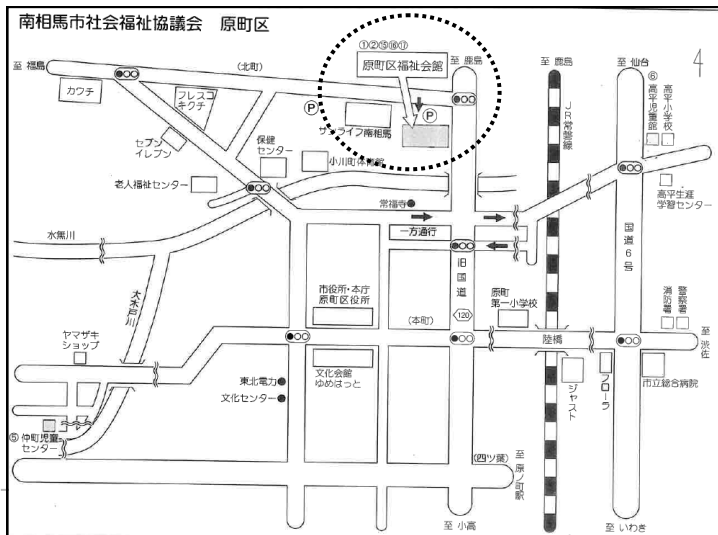 南相馬市社会福祉協議会 原町区
①②⑮⑯⑰
原町区福祉会館
至 福島
(北町)
至 鹿島
至 鹿島
至 仙台
4
カワチ
フレスコ
キクチ
P
サンライフ南相馬
P
JR常磐線
⑥
高平児童館
高平小学校
セブン
イレブン
保健
センター
小川町体育館
老人福祉センター
高平生涯
学習センター
常福寺
水無川
一方通行
国道6号
旧国道
120
大木戸川
市役所・本庁
原町区役所
原町
第一小学校
(本町)
消防署
警察署
至 渋佐
ヤマザキ
ショップ
陸橋
文化会館
ゆめはっと
東北電力
文化センター
ジャスト
フローラ
市立総合病院
⑤ 仲町児童
センター
(四ツ葉)
至 原ノ町駅
至 小高
至 いわき